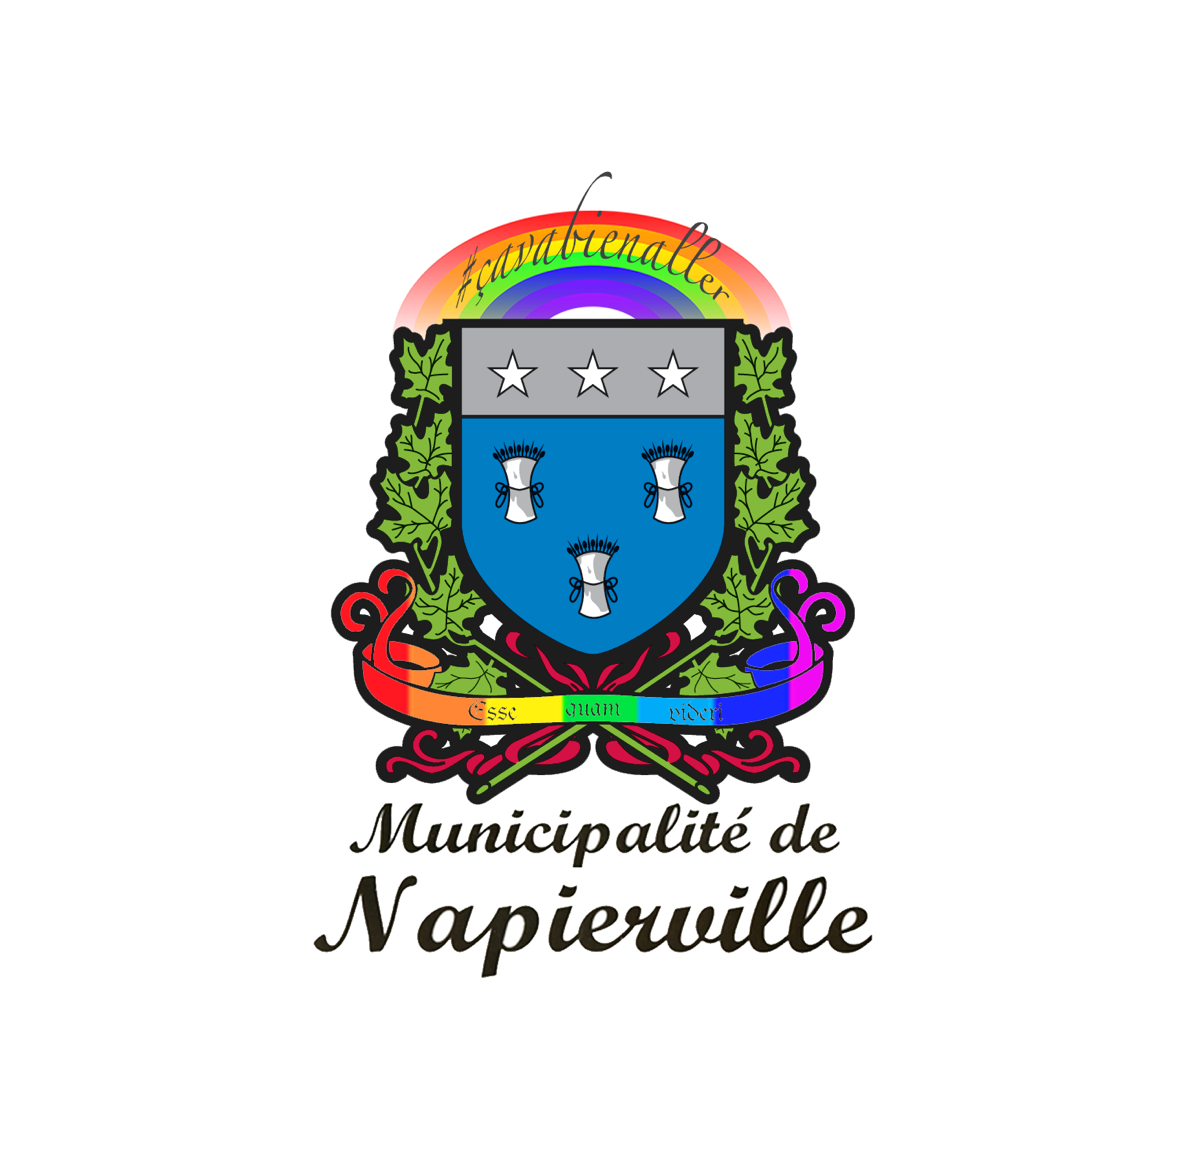 #çavabienaller
Esse quam videri
Municipalité de
Napierville